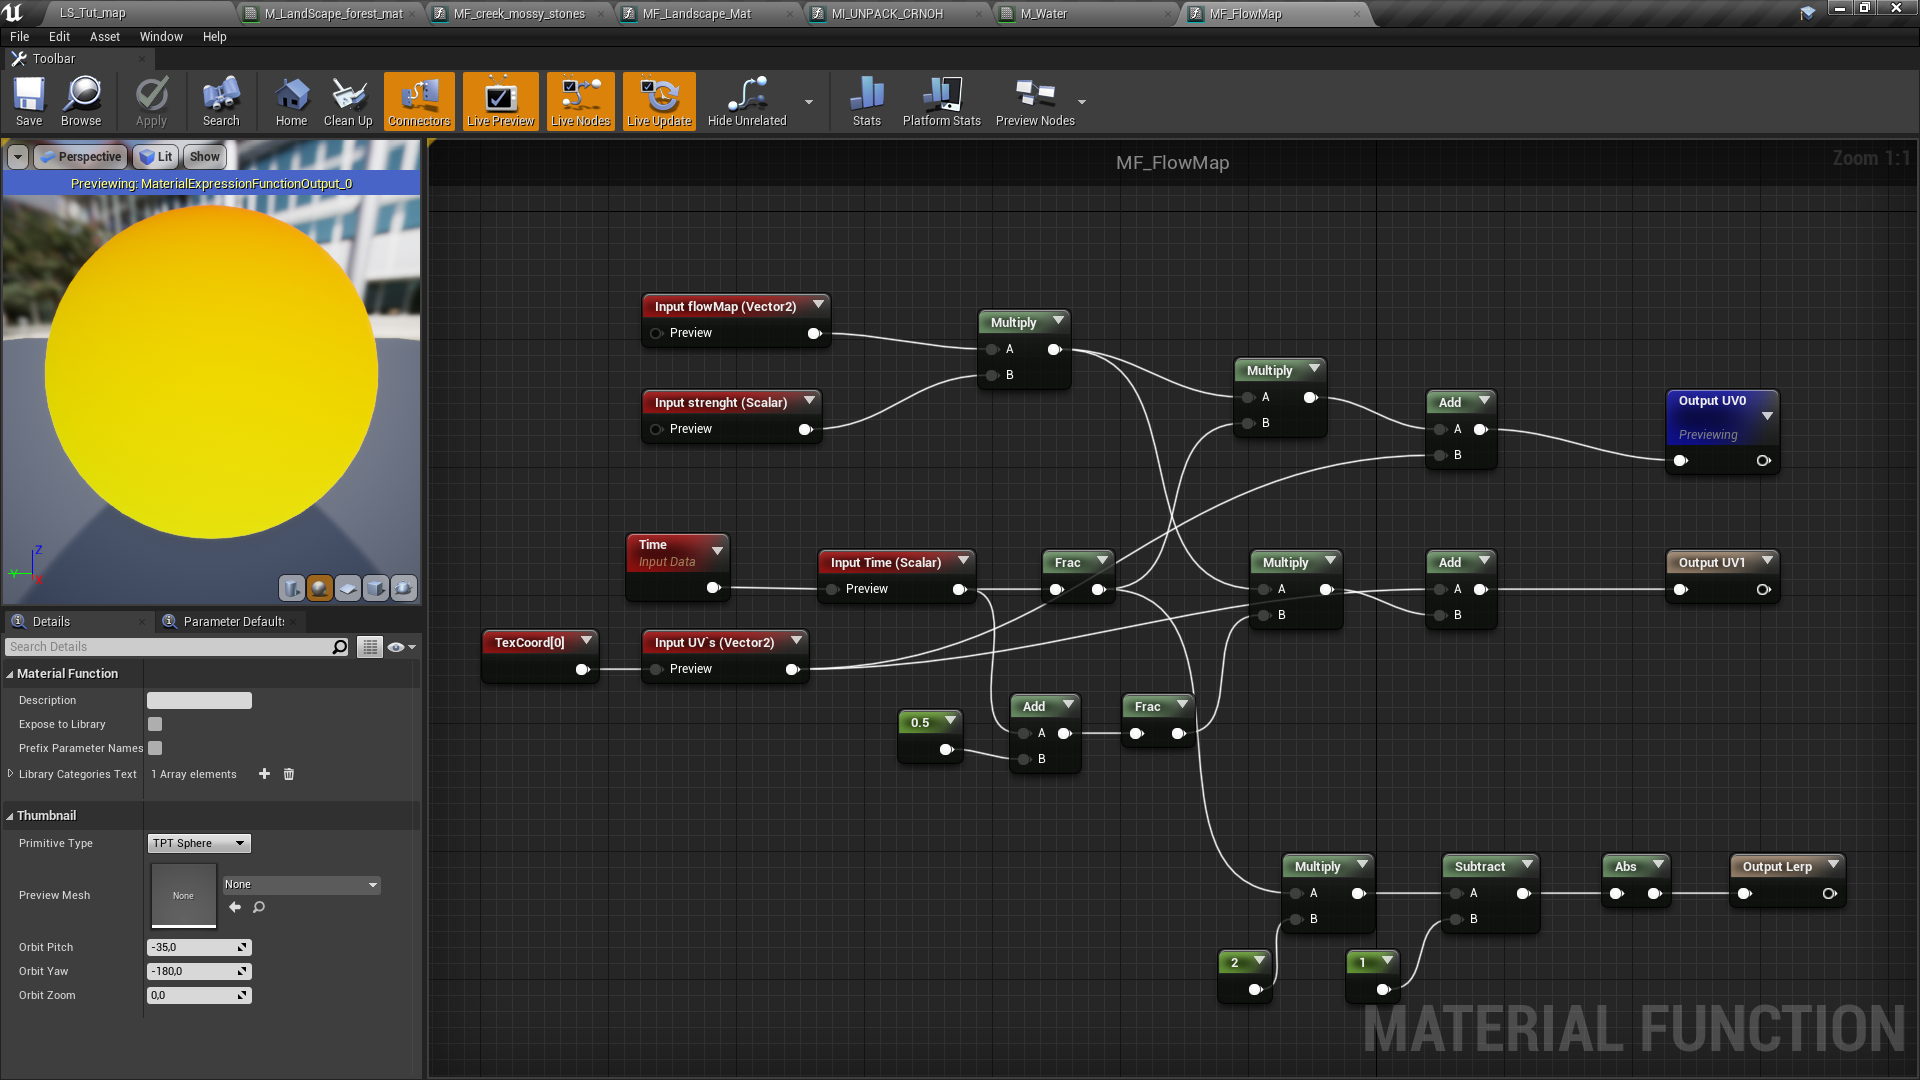 LS_Tut_map
M_LandScape_forest_mat
MF_creek_mossy_stones
MF_Landscape_Mat
MI_UNPACK_CRNOH
M_Water
MF_FlowMap
File Edit Asset Window Help
Toolbar
Save Browse Apply Search Home Clean Up Connectors Live Preview Live Nodes Live Update Hide Unrelated Stats Platform Stats Preview Nodes
Perspective Lit Show
Previewing: MaterialExpressionFunctionOutput_0
Z
Y
X
MF_FlowMap
Zoom 1:1
Input flowMap (Vector2)
Preview
Multiply
A
B
Input strenght (Scalar)
Preview
Multiply
A
B
Add
A
B
Output UV0
Previewing
Time
Input Data
Input Time (Scalar)
Preview
Frac
Multiply
A
B
Add
A
B
Output UV1
TexCoord[0]
Input UV`s (Vector2)
Preview
0.5
Add
A
B
Frac
Multiply
A
B
Subtract
A
B
Abs
Output Lerp
2
1
MATERIAL FUNCTION
Details
Parameter Defaults
Search Details
Material Function
Description
Expose to Library
Prefix Parameter Names
Library Categories Text 1 Array elements
Thumbnail
Primitive Type TPT Sphere
Preview Mesh None None
Orbit Pitch -35,0
Orbit Yaw -180,0
Orbit Zoom 0,0